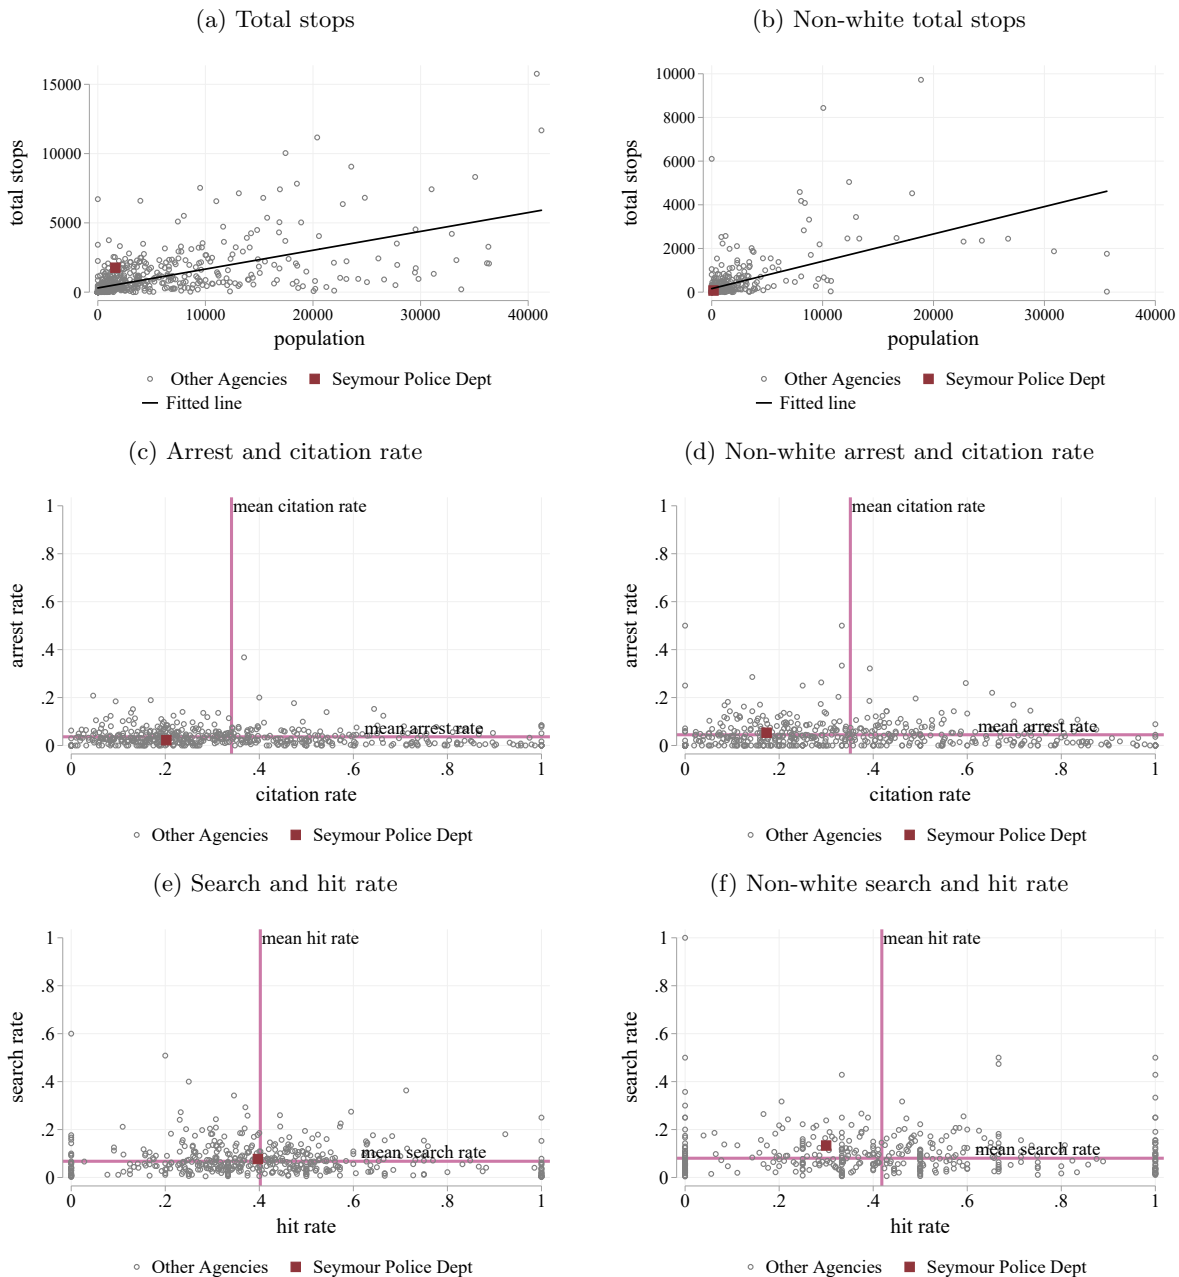 (a) Total stops
(b) Non-white total stops
total stops
15000
10000
5000
0
0 10000 20000 30000 40000
population
Other Agencies Seymour Police Dept
Fitted line
total stops
10000
8000
6000
4000
2000
0
0 10000 20000 30000 40000
population
Other Agencies Seymour Police Dept
Fitted line
(c) Arrest and citation rate
(d) Non-white arrest and citation rate
arrest rate
1
.8
.6
.4
.2
0
mean citation rate
mean arrest rate
0 .2 .4 .6 .8 1
citation rate
Other Agencies Seymour Police Dept
arrest rate
1
.8
.6
.4
.2
0
mean citation rate
mean arrest rate
0 .2 .4 .6 .8 1
citation rate
Other Agencies Seymour Police Dept
(e) Search and hit rate
(f) Non-white search and hit rate
search rate
1
.8
.6
.4
.2
0
mean hit rate
mean search rate
0 .2 .4 .6 .8 1
hit rate
Other Agencies Seymour Police Dept
search rate
1
.8
.6
.4
.2
0
mean hit rate
mean search rate
0 .2 .4 .6 .8 1
hit rate
Other Agencies Seymour Police Dept